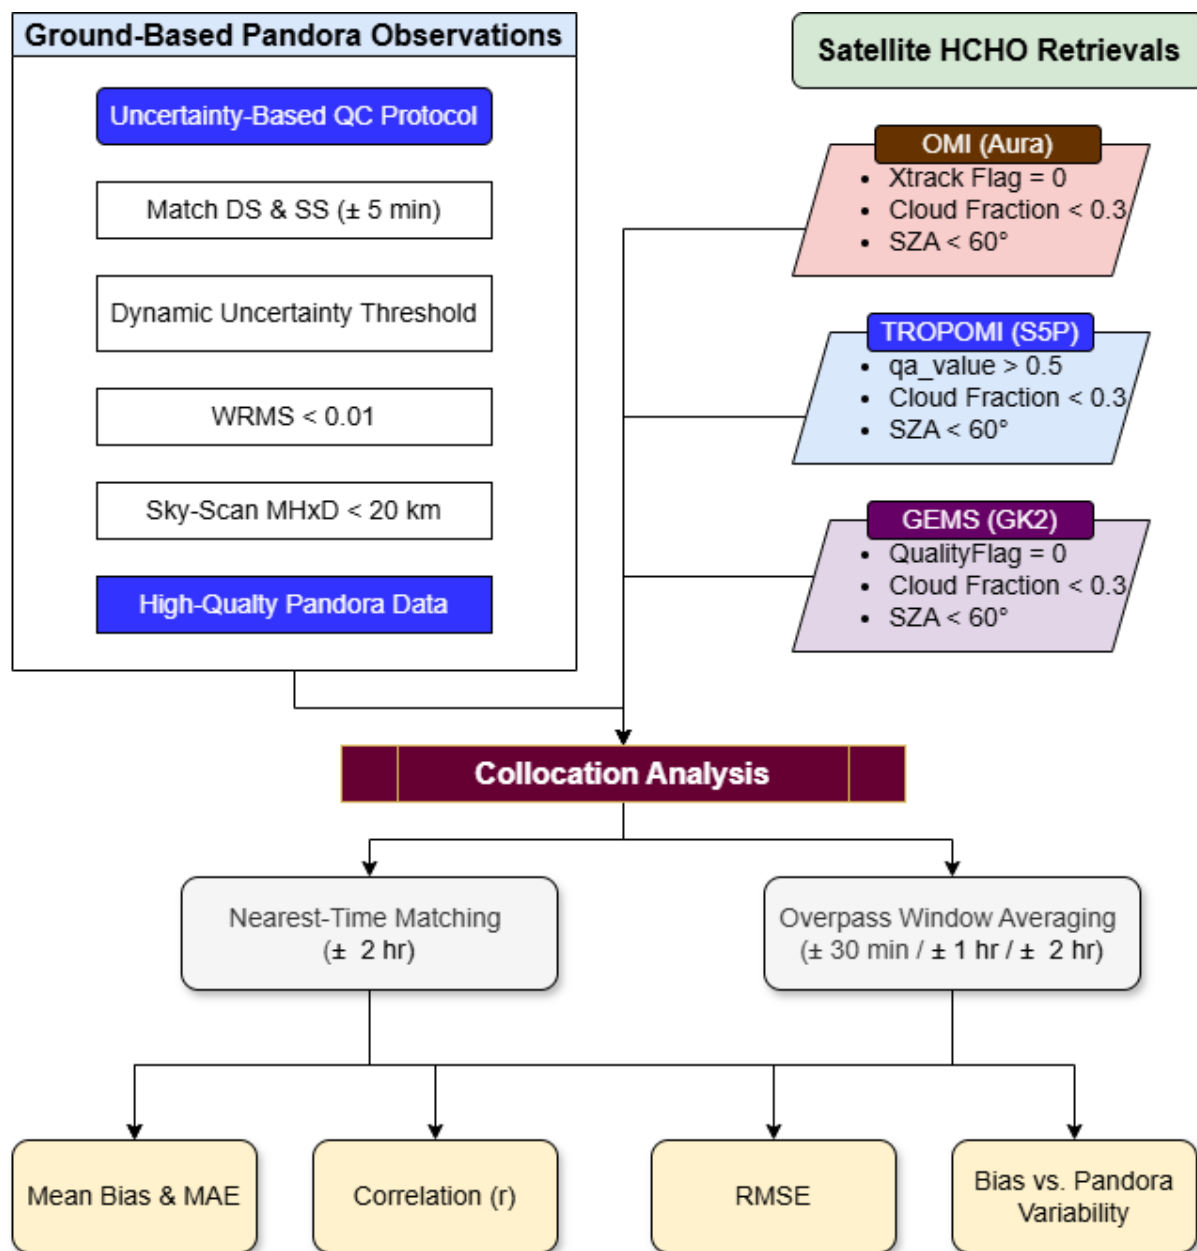 Ground-Based Pandora Observations
Uncertainty-Based QC Protocol
Match DS & SS (± 5 min)
Dynamic Uncertainty Threshold
WRMS < 0.01
Sky-Scan MHxD < 20 km
High-Qualty Pandora Data
Satellite HCHO Retrievals
OMI (Aura)
• Xtrack Flag = 0
• Cloud Fraction < 0.3
• SZA < 60°
TROPOMI (S5P)
• qa_value > 0.5
• Cloud Fraction < 0.3
• SZA < 60°
GEMS (GK2)
• QualityFlag = 0
• Cloud Fraction < 0.3
• SZA < 60°
Collocation Analysis
Nearest-Time Matching
(± 2 hr)
Overpass Window Averaging
(± 30 min / ± 1 hr / ± 2 hr)
Mean Bias & MAE
Correlation (r)
RMSE
Bias vs. Pandora
Variability